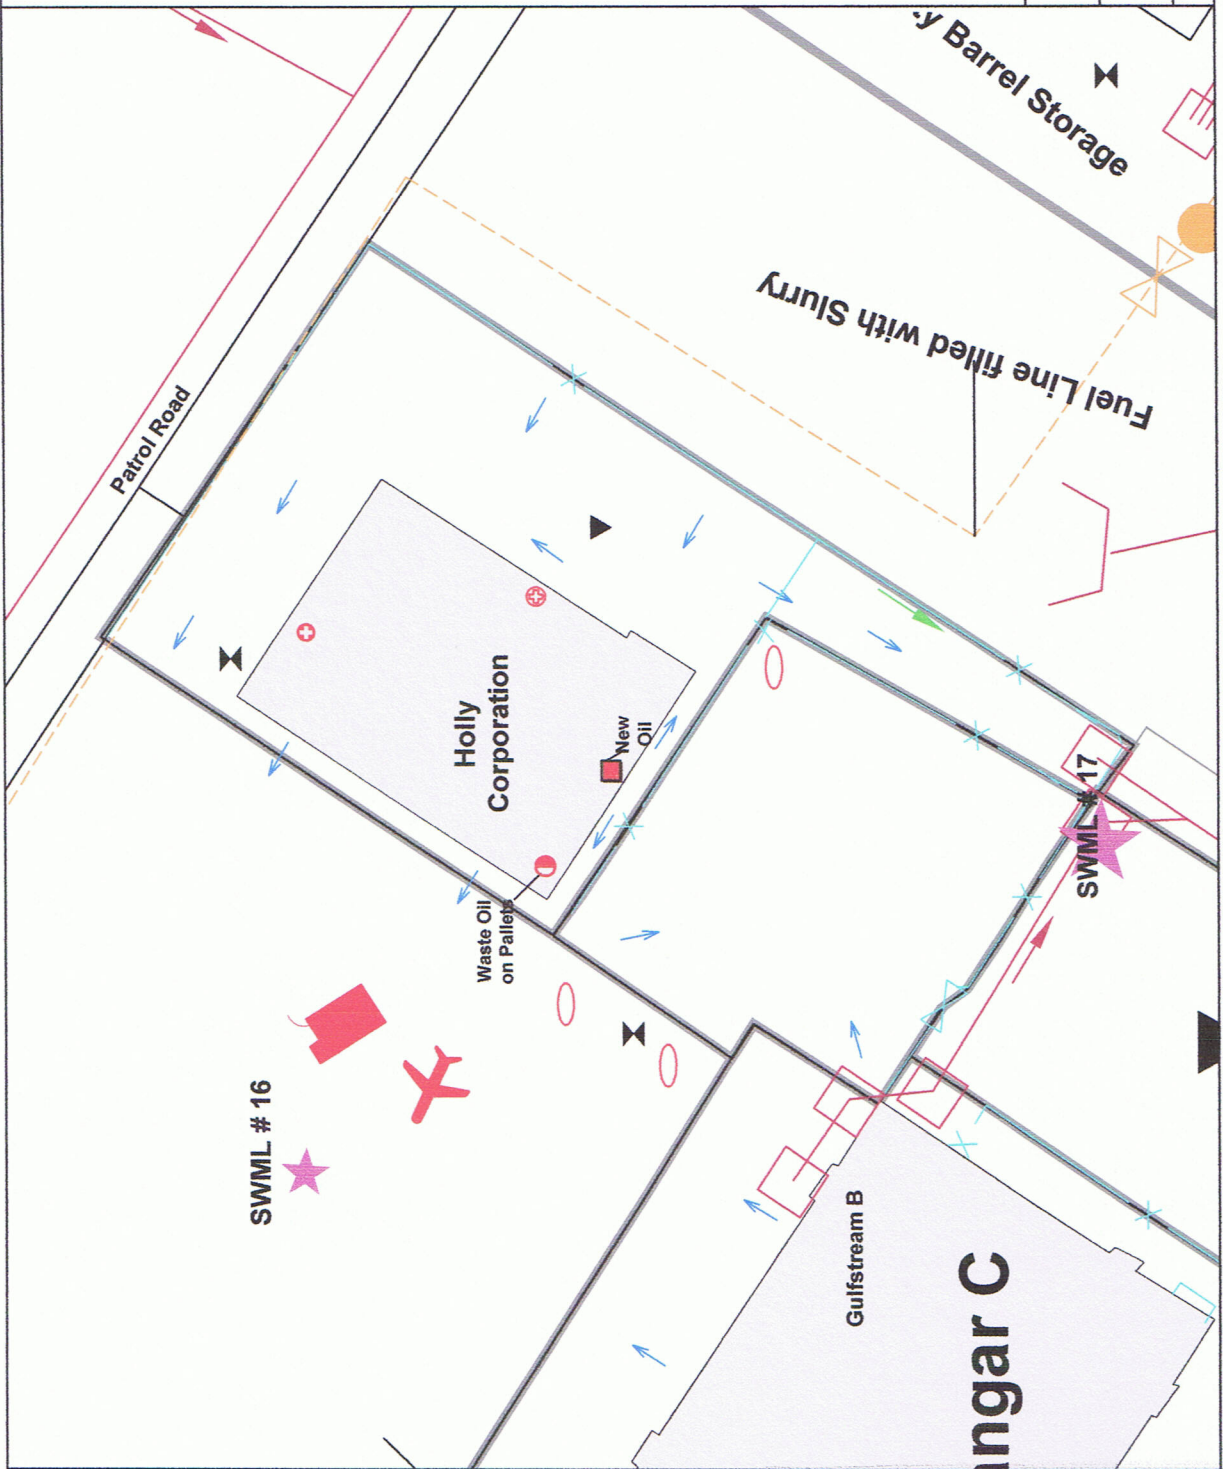 y Barrel Storage
Fuel Line filled with Slurry
Patrol Road
Holly
Corporation
New
Oil
Waste Oil
on Pallets
SWML # 17
SWML # 16
Gulfstream B
angar C